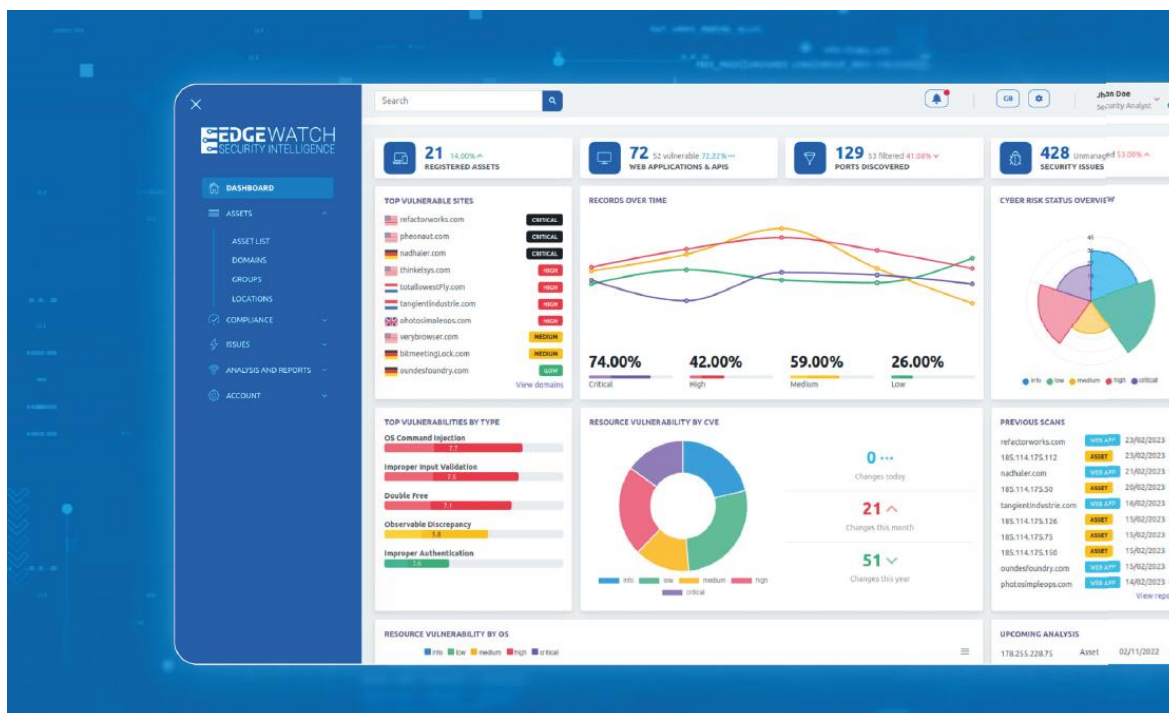 Search
GB
Jhon Doe
Security Analyst
EDGEWATCH
SECURITY INTELLIGENCE
DASHBOARD
ASSETS
ASSET LIST
DOMAINS
GROUPS
LOCATIONS
COMPLIANCE
ISSUES
ANALYSIS AND REPORTS
ACCOUNT
21 14.00%
REGISTERED ASSETS
72 52 vulnerable 72.22%
WEB APPLICATIONS & APIS
129 53 filtered 41.08%
PORTS DISCOVERED
428 Unmanaged 53.00%
SECURITY ISSUES
TOP VULNERABLE SITES
refactorworks.com CRITICAL
pheonaut.com CRITICAL
nadhaler.com CRITICAL
thinkelsys.com HIGH
totallowestFly.com HIGH
tangientindustrie.com HIGH
photosimpleops.com HIGH
verybrowser.com MEDIUM
bitmeetingLock.com MEDIUM
oundesfoundry.com LOW
View domains
RECORDS OVER TIME
74.00% 42.00% 59.00% 26.00%
Critical High Medium Low
CYBER RISK STATUS OVERVIEW
45
36
info low medium high critical
TOP VULNERABILITIES BY TYPE
OS Command Injection
7.7
Improper Input Validation
7.5
Double Free
7.1
Observable Discrepancy
5.8
Improper Authentication
3.6
RESOURCE VULNERABILITY BY CVE
info low medium high
critical
0
Changes today
21
Changes this month
51
Changes this year
PREVIOUS SCANS
refactorworks.com WEB APP 23/02/2023
185.114.175.112 ASSET 23/02/2023
nadhaler.com WEB APP 21/02/2023
185.114.175.50 ASSET 20/02/2023
tangientindustrie.com WEB APP 16/02/2023
185.114.175.126 ASSET 15/02/2023
185.114.175.73 ASSET 15/02/2023
185.114.175.150 ASSET 15/02/2023
oundesfoundry.com WEB APP 15/02/2023
photosimpleops.com WEB APP 14/02/2023
View repo
RESOURCE VULNERABILITY BY OS
info low medium high critical
UPCOMING ANALYSIS
178.255.228.75 Asset 02/11/2022